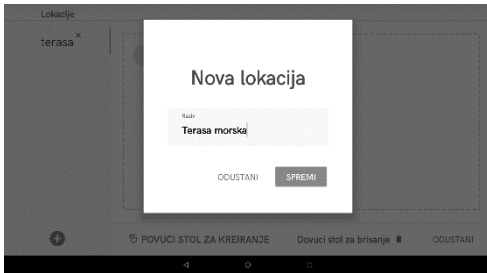 Lokacije
terasa
Nova lokacija
Naziv
Terasa morska
ODUSTANI SPREMI
POVUCI STOL ZA KREIRANJE Dovuci stol za brisanje ODUSTANI